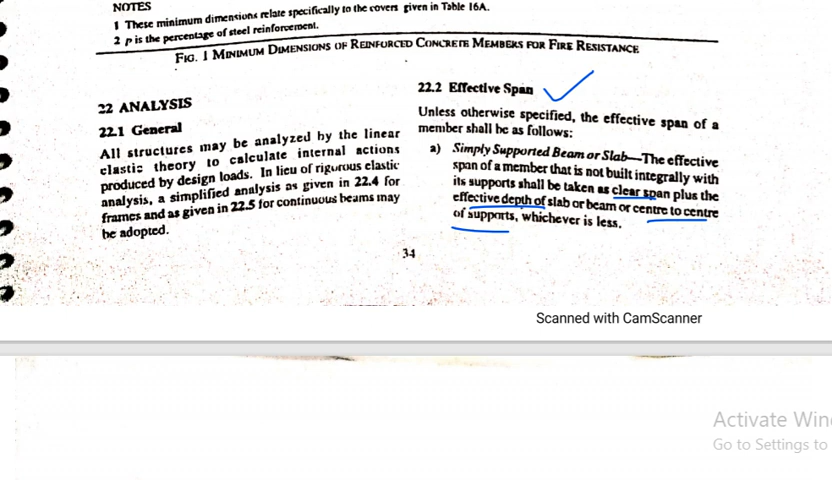 NOTES
1 These minimum dimensions relate specifically to the covers given in Table 16A.
2 p is the percentage of steel reinforcement.
FIG. 1 MINIMUM DIMENSIONS OF REINFORCED CONCRETE MEMBERS FOR FIRE RESISTANCE
22 ANALYSIS
22.1 General
All structures may be analyzed by the linear
elastic theory to calculate internal actions
produced by design loads. In lieu of rigorous elastic
analysis, a simplified analysis as given in 22.4 for
frames and as given in 22.5 for continuous beams may
be adopted.
22.2 Effective Span
Unless otherwise specified, the effective span of a
member shall be as follows:
a) Simply Supported Beam or Slab—The effective
span of a member that is not built integrally with
its supports shall be taken as clear span plus the
effective depth of slab or beam or centre to centre
of supports, whichever is less.
34
Scanned with CamScanner
Activate Win
Go to Settings to